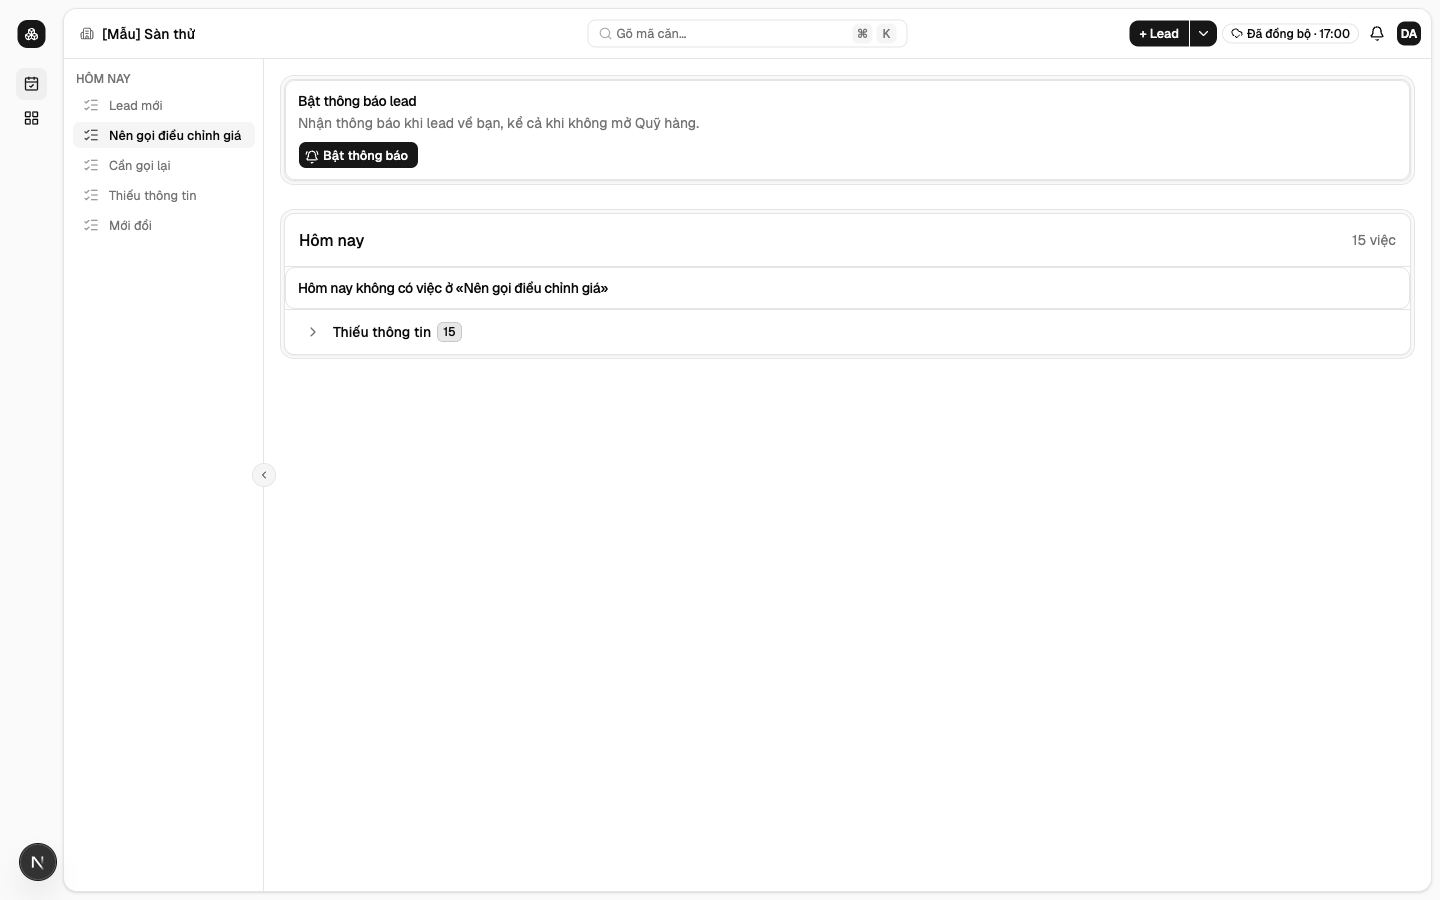 [Mẫu] Sàn thử
Gõ mã căn...
⌘ K
+ Lead
Đã đồng bộ · 17:00
DA
HÔM NAY
Lead mới
Nên gọi điều chỉnh giá
Cần gọi lại
Thiếu thông tin
Mới đổi
Bật thông báo lead
Nhận thông báo khi lead về bạn, kể cả khi không mở Quỹ hàng.
Bật thông báo
Hôm nay
15 việc
Hôm nay không có việc ở «Nên gọi điều chỉnh giá»
Thiếu thông tin 15
N